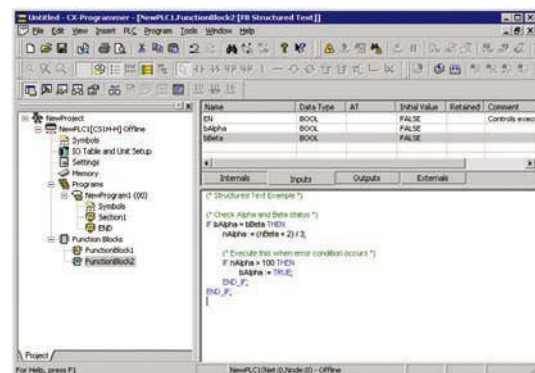 Untitled - CX-Programmer - [NewPLC1.FunctionBlock2 [FB Structured Text]]
File Edit View Insert PLC Program Tools Window Help
NewProject
NewPLC1[CS1H-H] Offline
Symbols
IO Table and Unit Setup
Settings
Memory
Programs
NewProgram1 (00)
Symbols
Section1
END
Function Blocks
FunctionBlock1
FunctionBlock2
Project
Name Data Type AT Initial Value Retained Comment
EN BOOL FALSE Controls exec
bAlpha BOOL FALSE
bBeta BOOL FALSE
Internals Inputs Outputs Externals
(* Structured Text Example *)
(* Check Alpha and Beta status *)
IF bAlpha = bBeta THEN
nAlpha := (nBeta + 2) / 3;
(* Execute this when error condition occurs *)
IF nAlpha > 100 THEN
bAlpha := TRUE;
END_IF;
END_IF;
For Help, press F1 NewPLC1(Net:0,Node:0) - Offline